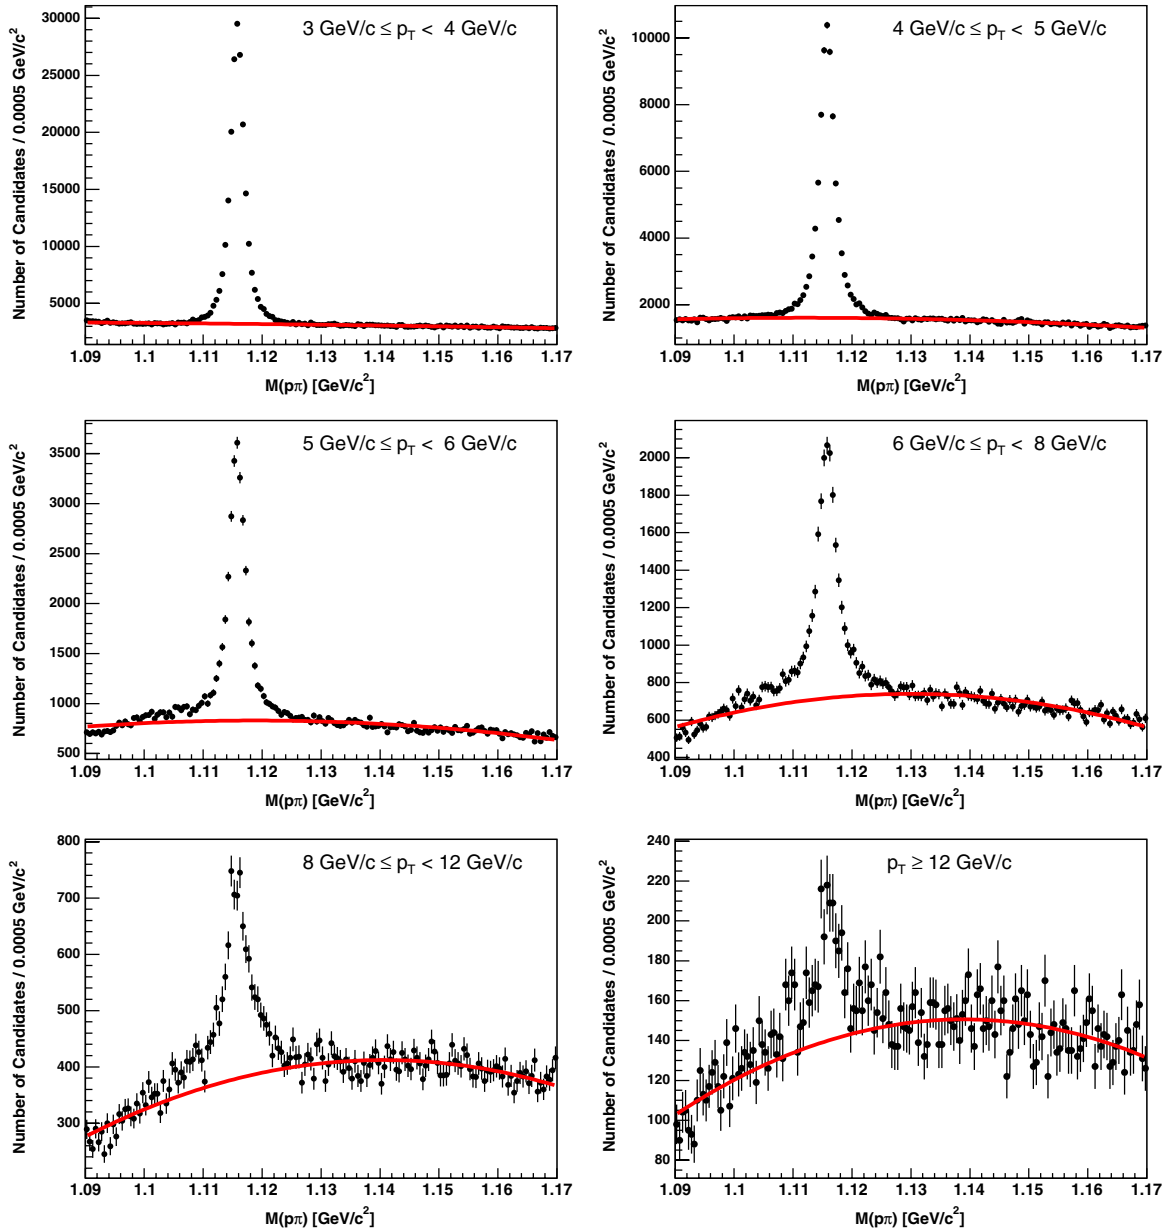 3 GeV/c ≤ p_T < 4 GeV/c
Number of Candidates / 0.0005 GeV/c²
30000
25000
20000
15000
10000
5000
1.09 1.1 1.11 1.12 1.13 1.14 1.15 1.16 1.17
M(pπ) [GeV/c²]
4 GeV/c ≤ p_T < 5 GeV/c
Number of Candidates / 0.0005 GeV/c²
10000
8000
6000
4000
2000
1.09 1.1 1.11 1.12 1.13 1.14 1.15 1.16 1.17
M(pπ) [GeV/c²]
5 GeV/c ≤ p_T < 6 GeV/c
Number of Candidates / 0.0005 GeV/c²
3500
3000
2500
2000
1500
1000
500
1.09 1.1 1.11 1.12 1.13 1.14 1.15 1.16 1.17
M(pπ) [GeV/c²]
6 GeV/c ≤ p_T < 8 GeV/c
Number of Candidates / 0.0005 GeV/c²
2000
1800
1600
1400
1200
1000
800
600
400
1.09 1.1 1.11 1.12 1.13 1.14 1.15 1.16 1.17
M(pπ) [GeV/c²]
8 GeV/c ≤ p_T < 12 GeV/c
Number of Candidates / 0.0005 GeV/c²
800
700
600
500
400
300
1.09 1.1 1.11 1.12 1.13 1.14 1.15 1.16 1.17
M(pπ) [GeV/c²]
p_T ≥ 12 GeV/c
Number of Candidates / 0.0005 GeV/c²
240
220
200
180
160
140
120
100
80
1.09 1.1 1.11 1.12 1.13 1.14 1.15 1.16 1.17
M(pπ) [GeV/c²]